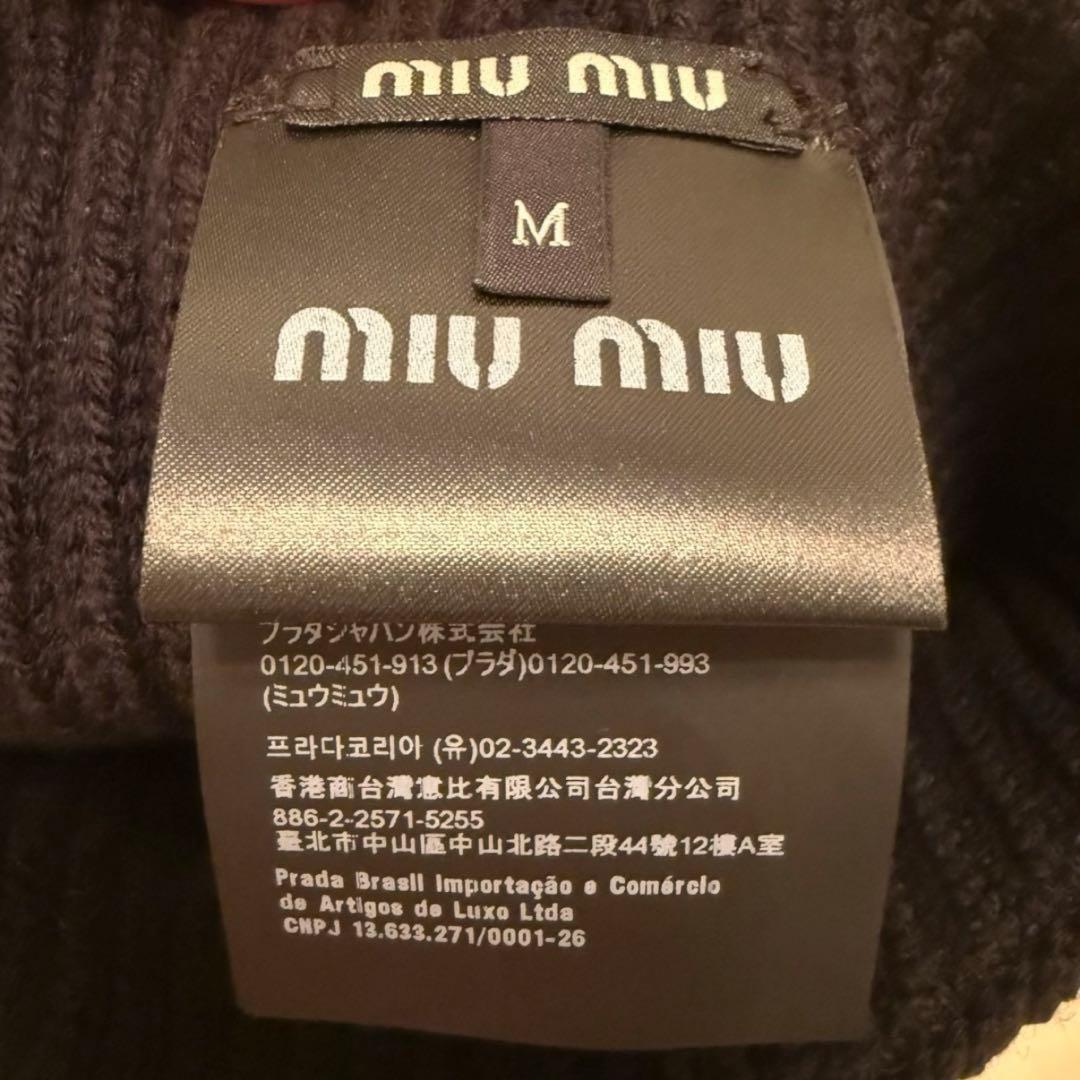 miu miu
M
miu miu
プラダジャパン株式会社
0120-451-913(プラダ)0120-451-993
(ミュウミュウ)
프라다코리아 (유)02-3443-2323
香港商台灣惠比有限公司台灣分公司
886-2-2571-5255
臺北市中山區中山北路二段44號12樓A室
Prada Brasil Importação e Comércio
de Artigos de Luxo Ltda
CNPJ 13.633.271/0001-26